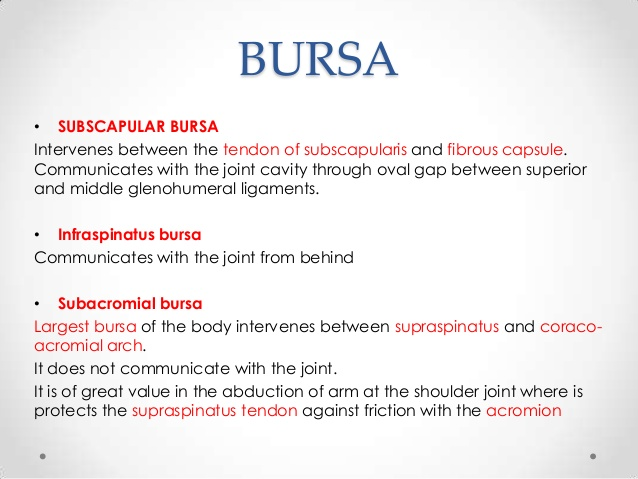 BURSA
• SUBSCAPULAR BURSA
Intervenes between the tendon of subscapularis and fibrous capsule.
Communicates with the joint cavity through oval gap between superior
and middle glenohumeral ligaments.
• Infraspinatus bursa
Communicates with the joint from behind
• Subacromial bursa
Largest bursa of the body intervenes between supraspinatus and coraco-
acromial arch.
It does not communicate with the joint.
It is of great value in the abduction of arm at the shoulder joint where is
protects the supraspinatus tendon against friction with the acromion